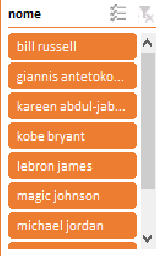 nome
bill russell
giannis antetoko...
kareen abdul-jab...
kobe bryant
lebron james
magic johnson
michael jordan